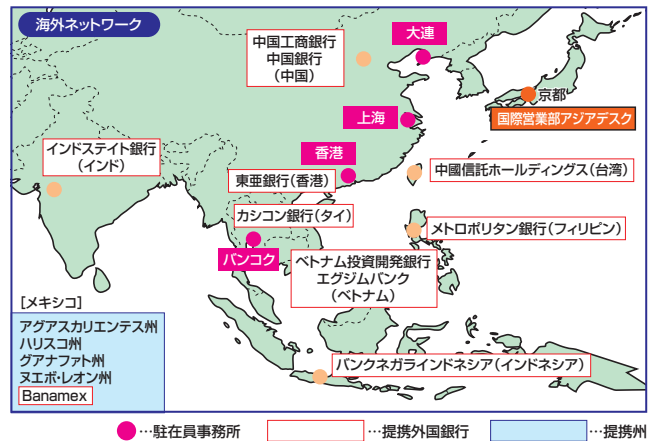 海外ネットワーク
中国工商銀行
中国銀行
(中国)
大連
上海
京都
国際営業部アジアデスク
インドステイト銀行
(インド)
香港
東亜銀行(香港)
中國信託ホールディングス(台湾)
カシコン銀行(タイ)
メトロポリタン銀行(フィリピン)
バンコク
ベトナム投資開発銀行
エグジムバンク
(ベトナム)
[メキシコ]
アグアスカリエンテス州
ハリスコ州
グアナファト州
ヌエボ・レオン州
Banamex
バンクネガラインドネシア(インドネシア)
…駐在員事務所
…提携外国銀行
…提携州